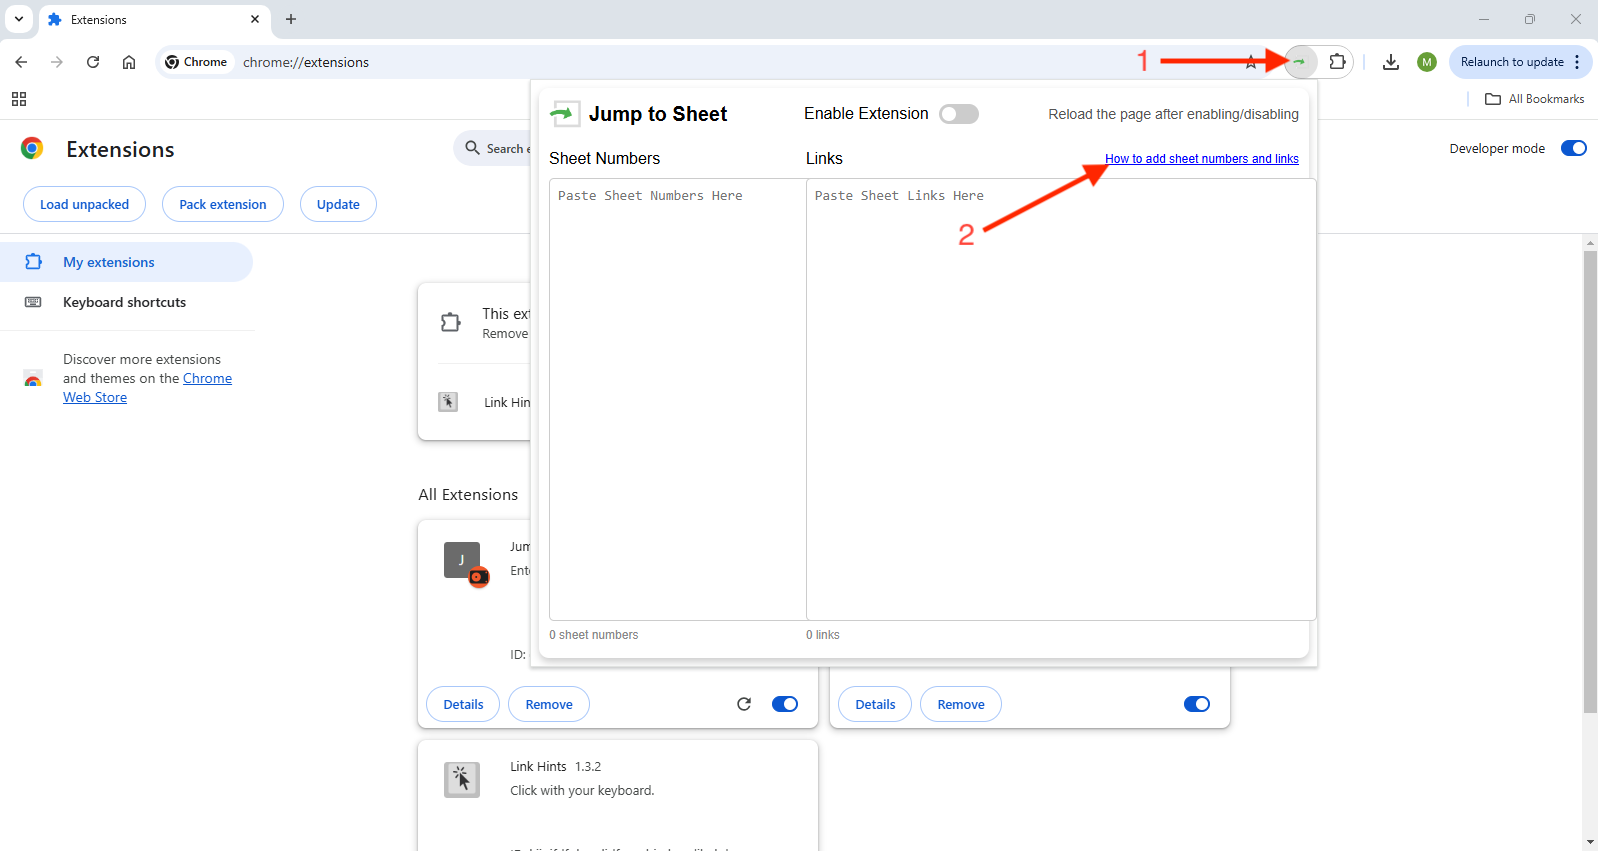 Extensions
Chrome
chrome://extensions
1
M
Relaunch to update
All Bookmarks
Extensions
Search e
Developer mode
Load unpacked
Pack extension
Update
Jump to Sheet
Enable Extension
Reload the page after enabling/disabling
Sheet Numbers
Links
How to add sheet numbers and links
Paste Sheet Numbers Here
Paste Sheet Links Here
2
0 sheet numbers
0 links
My extensions
Keyboard shortcuts
Discover more extensions
and themes on the Chrome
Web Store
This ext
Remove
Link Hin
All Extensions
J
Jum
Ente
ID:
Details
Remove
Details
Remove
Link Hints 1.3.2
Click with your keyboard.